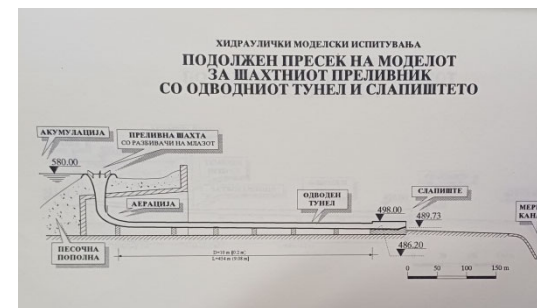 ХИДРАУЛИЧКИ МОДЕЛСКИ ИСПИТУВАЊА
ПОДОЛЖЕН ПРЕСЕК НА МОДЕЛОТ
ЗА ШАХТНИОТ ПРЕЛИВНИК
СО ОДВОДНИОТ ТУНЕЛ И СЛАПИШТЕТО
АКУМУЛАЦИЈА
ПРЕЛИВНА ШАХТА
СО РАЗБИВАЧИ НА МЛАЗОТ
580.00
АЕРАЦИЈА
ОДВОДЕН
ТУНЕЛ
СЛАПИШТЕ
498.00
489.73
486.20
ПЕСОЧНА
ПОПОЛНА
0 50 100 150 m